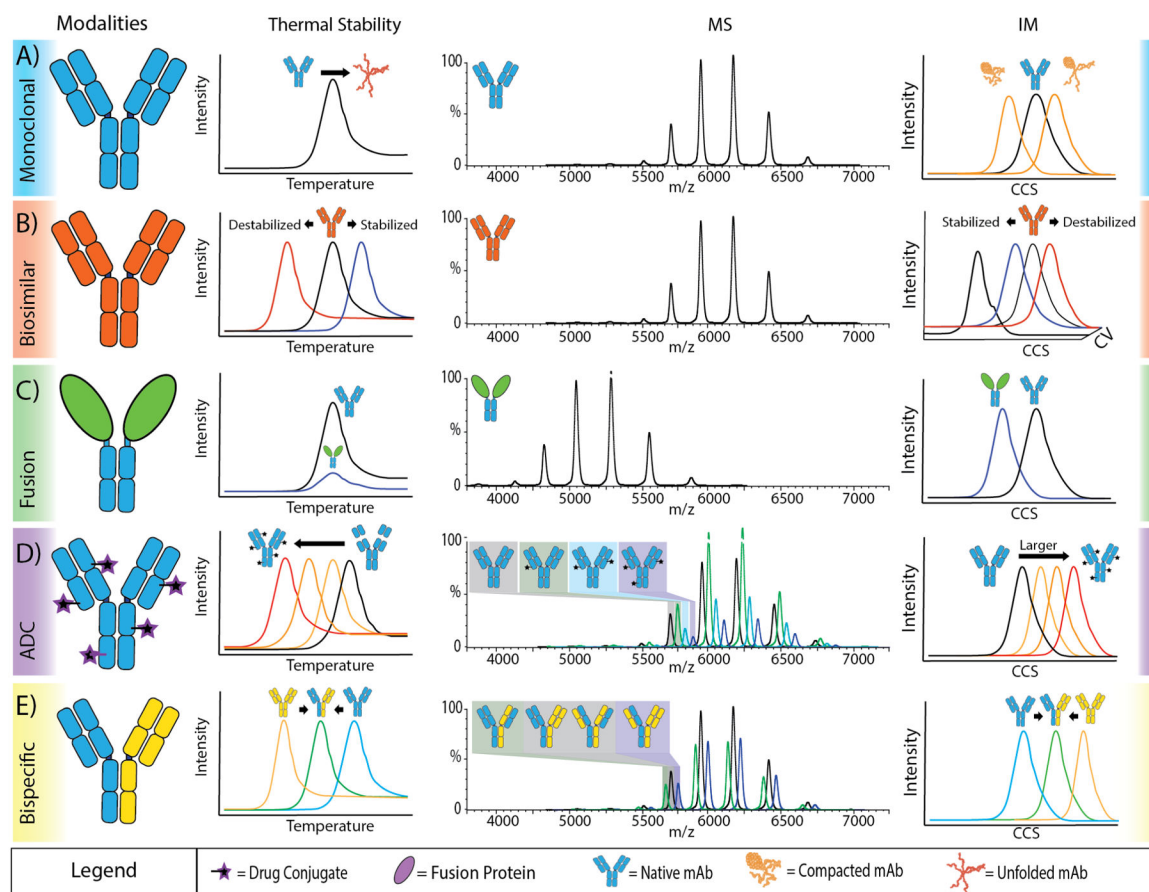 Modalities
Thermal Stability
MS
IM
A)
Monoclonal
Intensity
Temperature
100
%
0
4000
5000
5500
6000
6500
7000
m/z
Intensity
CCS
B)
Biosimilar
Intensity
Destabilized
Stabilized
Temperature
100
%
0
4000
5000
5500
6000
6500
7000
m/z
Intensity
Stabilized
Destabilized
CCS
CV
C)
Fusion
Intensity
Temperature
100
%
0
4000
5000
5500
6000
6500
7000
m/z
Intensity
CCS
D)
ADC
Intensity
Temperature
100
%
0
4000
5000
5500
6000
6500
7000
m/z
Intensity
Larger
CCS
E)
Bispecific
Intensity
Temperature
100
%
0
4000
5000
5500
6000
6500
7000
m/z
Intensity
CCS
Legend
= Drug Conjugate
= Fusion Protein
= Native mAb
= Compacted mAb
= Unfolded mAb